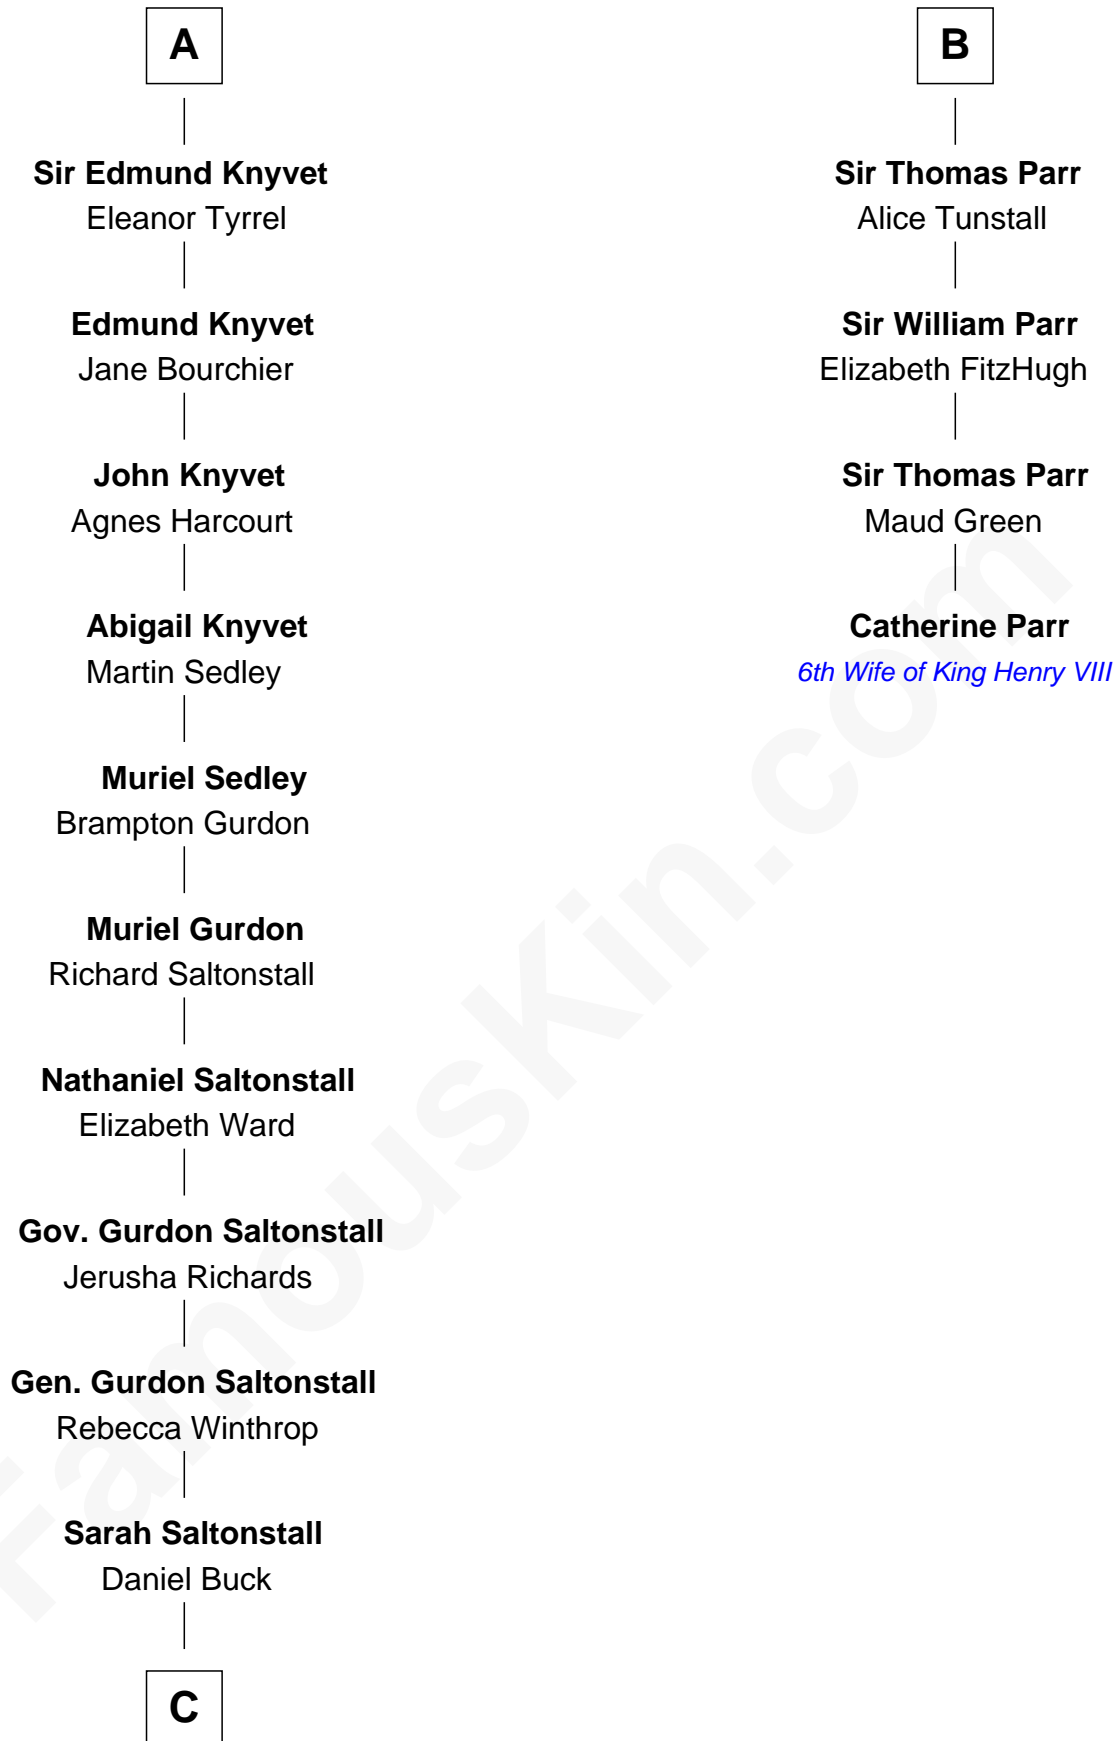 A
Sir Edmund Knyvet
Eleanor Tyrrel
Edmund Knyvet
Jane Bourchier
John Knyvet
Agnes Harcourt
Abigail Knyvet
Martin Sedley
Muriel Sedley
Brampton Gurdon
Muriel Gurdon
Richard Saltonstall
Nathaniel Saltonstall
Elizabeth Ward
Gov. Gurdon Saltonstall
Jerusha Richards
Gen. Gurdon Saltonstall
Rebecca Winthrop
Sarah Saltonstall
Daniel Buck
C
B
Sir Thomas Parr
Alice Tunstall
Sir William Parr
Elizabeth FitzHugh
Sir Thomas Parr
Maud Green
Catherine Parr
6th Wife of King Henry VIII
FamousKin.com